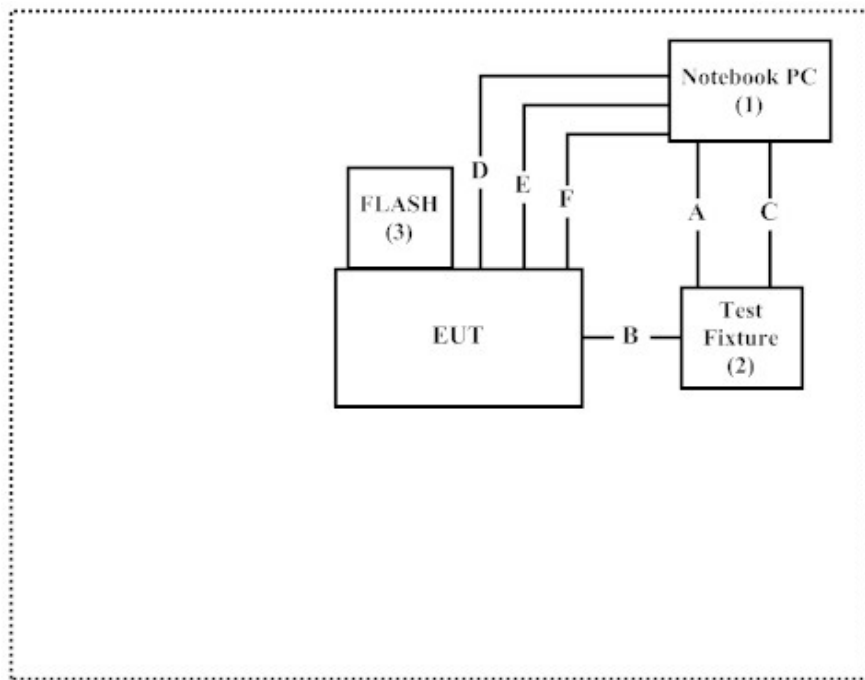 Notebook PC
(1)
D
E
F
FLASH
(3)
A
C
EUT
B
Test
Fixture
(2)